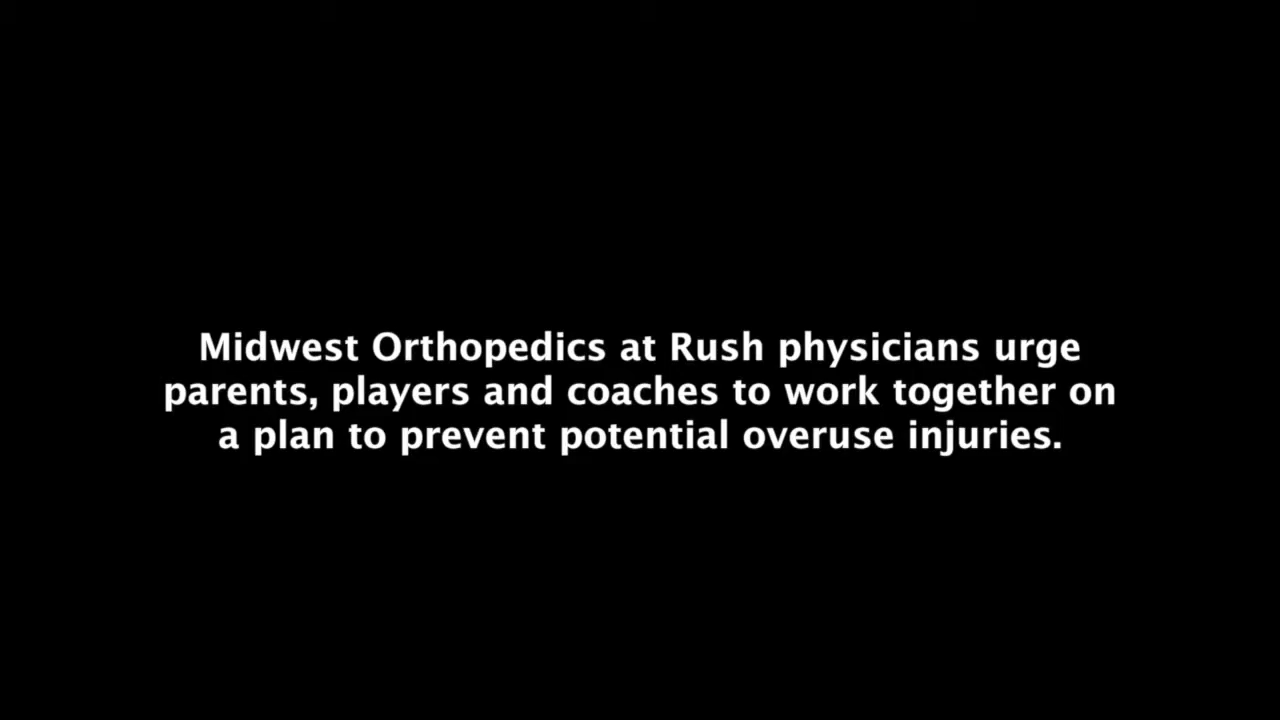 Midwest Orthopedics at Rush physicians urge
parents, players and coaches to work together on
a plan to prevent potential overuse injuries.